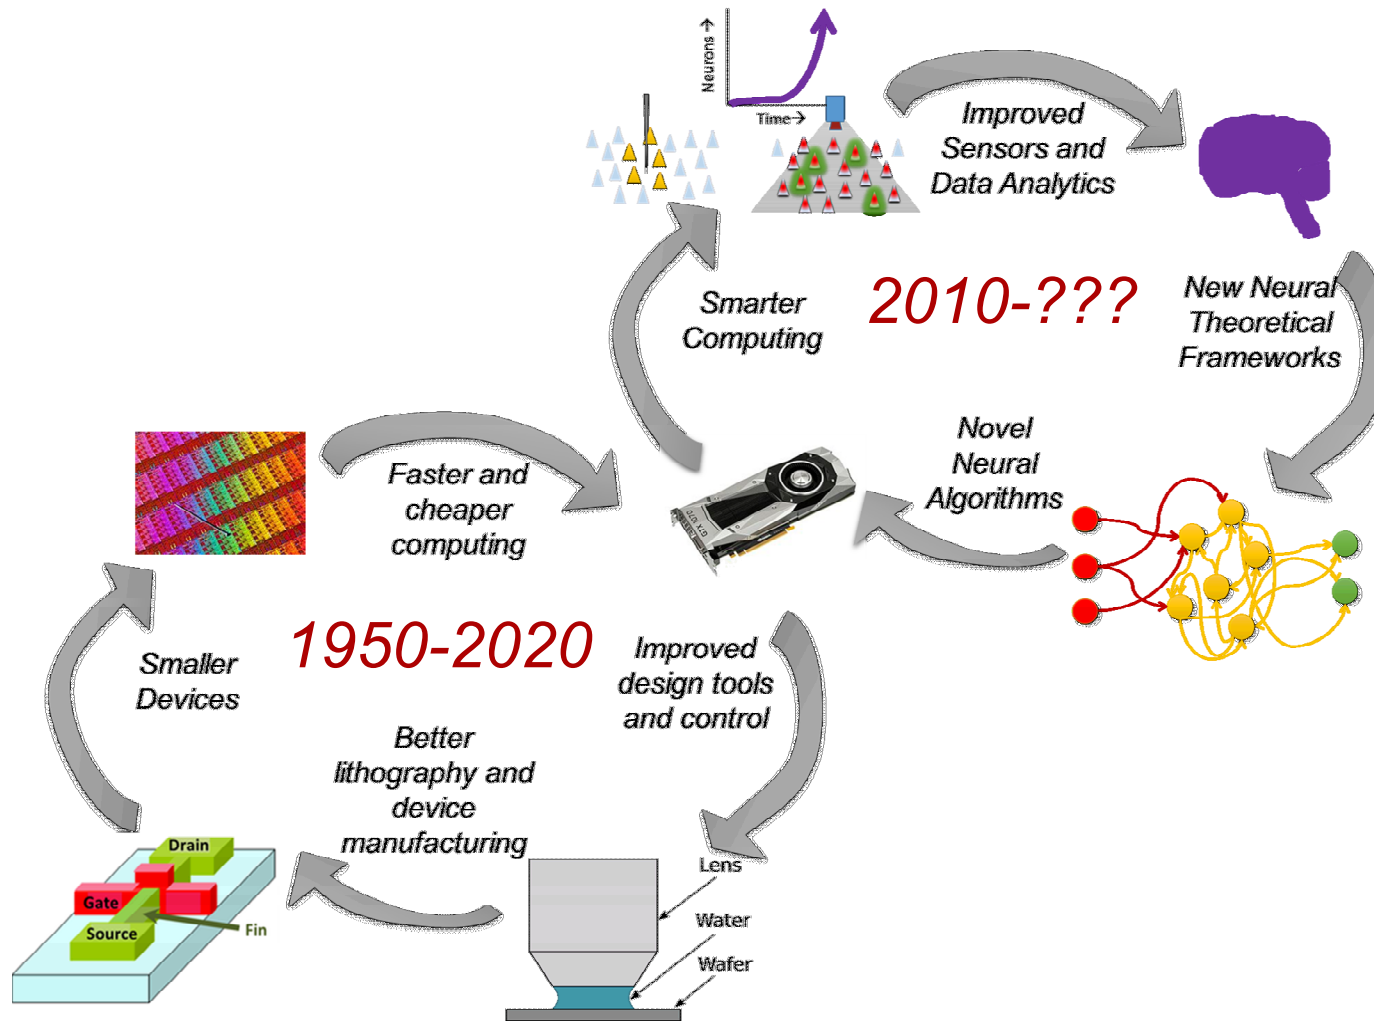 Neurons →
Time→
Improved
Sensors and
Data Analytics
Smarter
Computing
2010-???
New Neural
Theoretical
Frameworks
Novel
Neural
Algorithms
Faster and
cheaper
computing
GTX 1070
1950-2020
Smaller
Devices
Improved
design tools
and control
Better
lithography and
device
manufacturing
Drain
Gate
Source
Fin
Lens
Water
Wafer